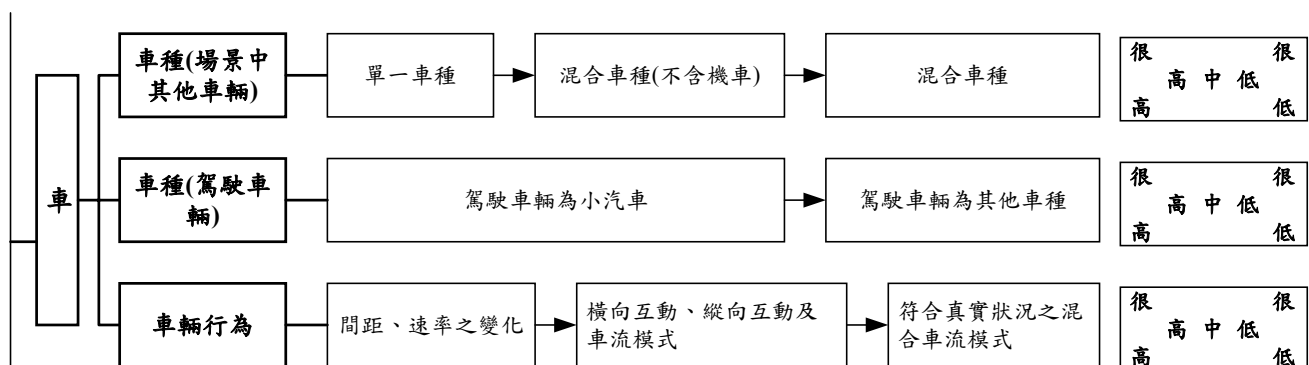 車
車種(場景中
其他車輛)
單一車種
混合車種(不含機車)
混合車種
很 很
高 中 低
高 低
車種(駕駛車
輛)
駕駛車輛為小汽車
駕駛車輛為其他車種
很 很
高 中 低
高 低
車輛行為
間距、速率之變化
橫向互動、縱向互動及
車流模式
符合真實狀況之混
合車流模式
很 很
高 中 低
高 低